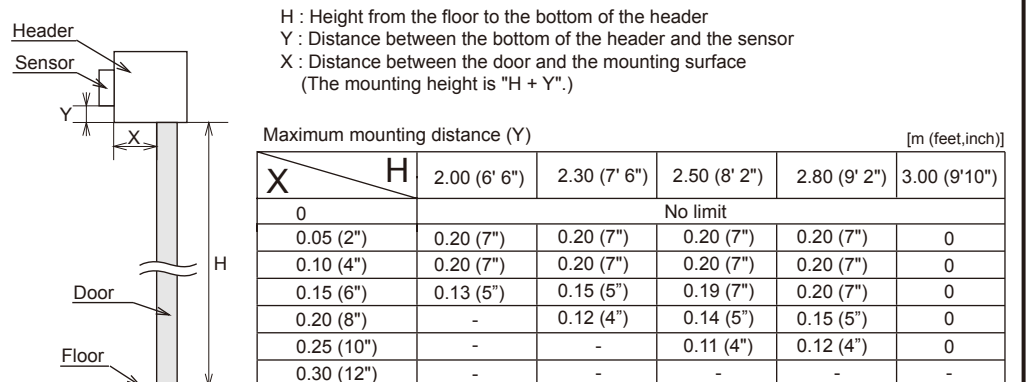 Header
Sensor
Y
X
H
Door
Floor
H : Height from the floor to the bottom of the header
Y : Distance between the bottom of the header and the sensor
X : Distance between the door and the mounting surface
(The mounting height is "H + Y".)
Maximum mounting distance (Y) [m (feet,inch)]
X H 2.00 (6' 6") 2.30 (7' 6") 2.50 (8' 2") 2.80 (9' 2") 3.00 (9'10")
0 No limit
0.05 (2") 0.20 (7") 0.20 (7") 0.20 (7") 0.20 (7") 0
0.10 (4") 0.20 (7") 0.20 (7") 0.20 (7") 0.20 (7") 0
0.15 (6") 0.13 (5”) 0.15 (5”) 0.19 (7") 0.20 (7") 0
0.20 (8") - 0.12 (4”) 0.14 (5”) 0.15 (5”) 0
0.25 (10") - - 0.11 (4") 0.12 (4”) 0
0.30 (12") - - - - -